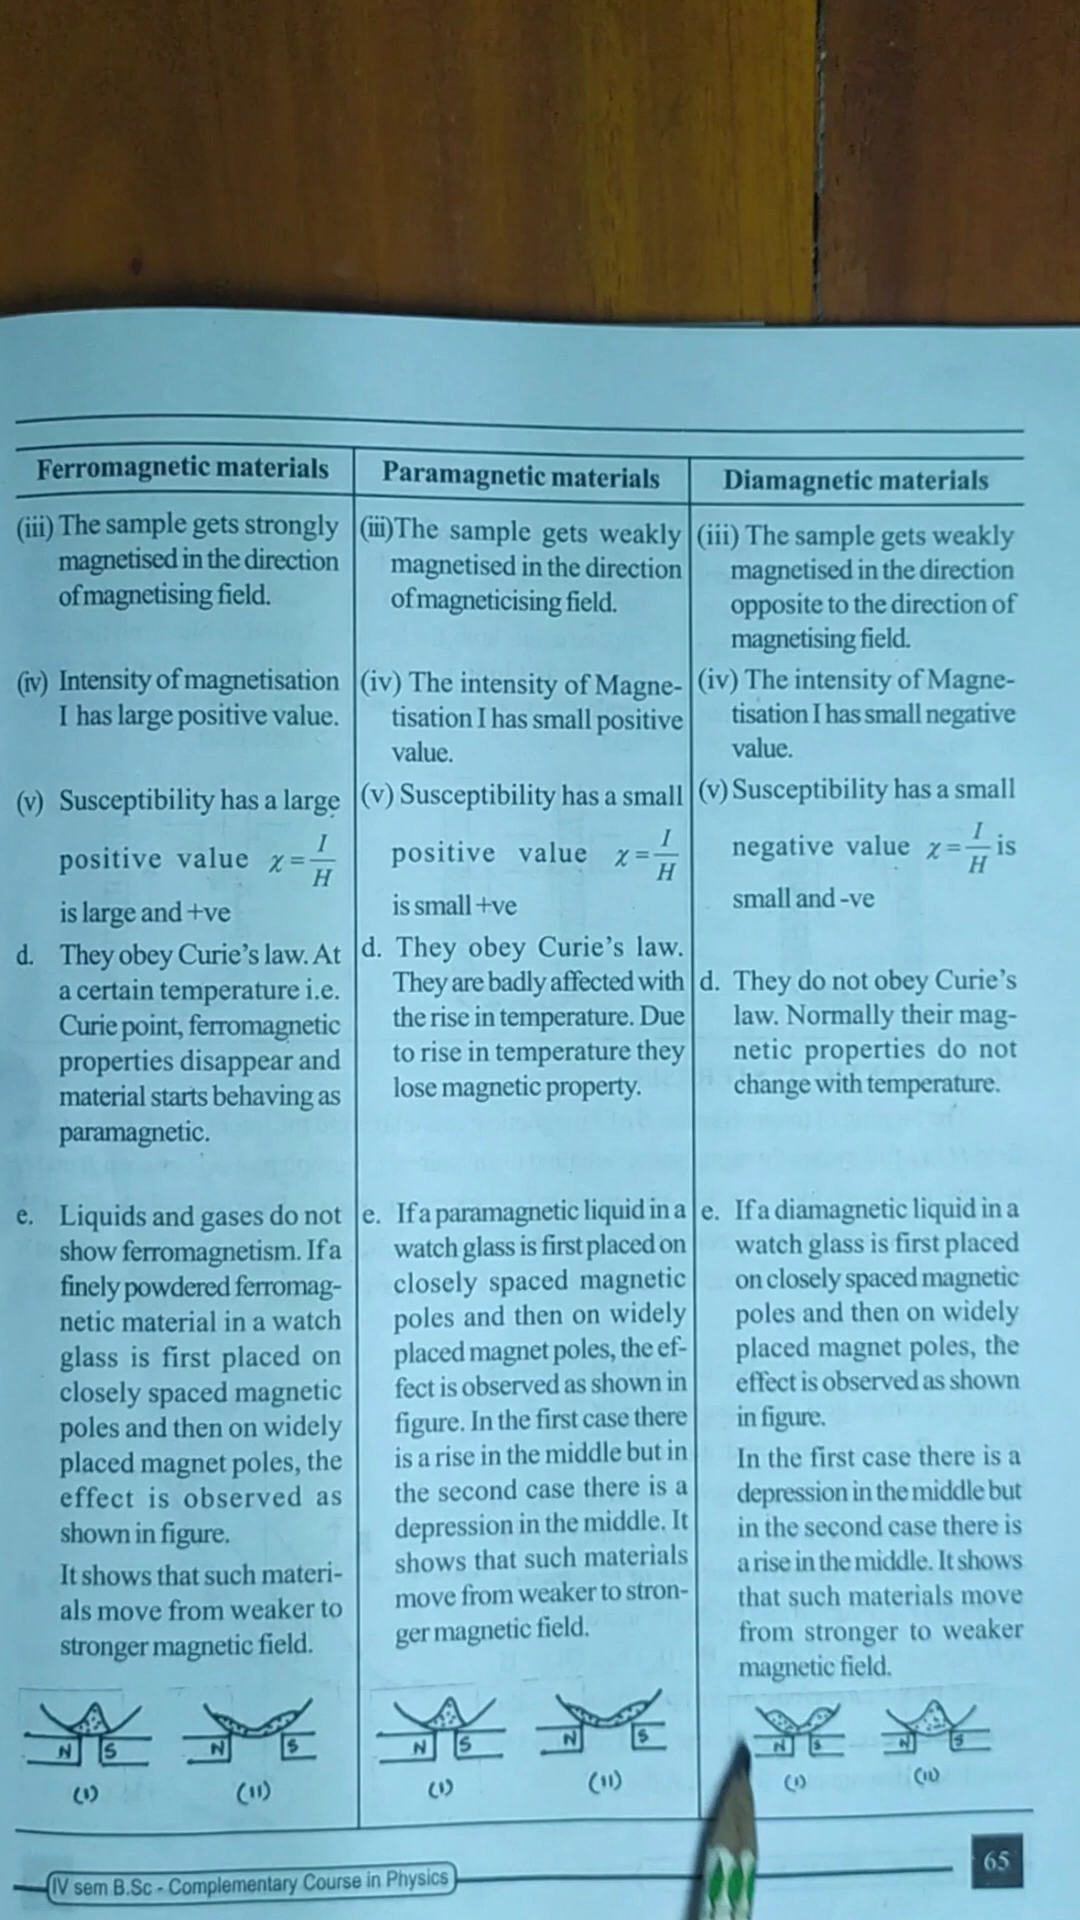 Ferromagnetic materials
(iii) The sample gets strongly
magnetised in the direction
of magnetising field.
(iv) Intensity of magnetisation
I has large positive value.
(v) Susceptibility has a large
positive value χ = I/H
is large and +ve
d. They obey Curie's law. At
a certain temperature i.e.
Curie point, ferromagnetic
properties disappear and
material starts behaving as
paramagnetic.
e. Liquids and gases do not
show ferromagnetism. If a
finely powdered ferromag-
netic material in a watch
glass is first placed on
closely spaced magnetic
poles and then on widely
placed magnet poles, the
effect is observed as
shown in figure.
It shows that such materi-
als move from weaker to
stronger magnetic field.
N S
N S
(1)
(11)
Paramagnetic materials
(iii)The sample gets weakly
magnetised in the direction
of magneticising field.
(iv) The intensity of Magne-
tisation I has small positive
value.
(v) Susceptibility has a small
positive value χ = I/H
is small +ve
d. They obey Curie's law.
They are badly affected with
the rise in temperature. Due
to rise in temperature they
lose magnetic property.
e. If a paramagnetic liquid in a
watch glass is first placed on
closely spaced magnetic
poles and then on widely
placed magnet poles, the ef-
fect is observed as shown in
figure. In the first case there
is a rise in the middle but in
the second case there is a
depression in the middle. It
shows that such materials
move from weaker to stron-
ger magnetic field.
N S
N S
(1)
(11)
Diamagnetic materials
(iii) The sample gets weakly
magnetised in the direction
opposite to the direction of
magnetising field.
(iv) The intensity of Magne-
tisation I has small negative
value.
(v) Susceptibility has a small
negative value χ = I/H is
small and -ve
d. They do not obey Curie's
law. Normally their mag-
netic properties do not
change with temperature.
e. If a diamagnetic liquid in a
watch glass is first placed
on closely spaced magnetic
poles and then on widely
placed magnet poles, the
effect is observed as shown
in figure.
In the first case there is a
depression in the middle but
in the second case there is
a rise in the middle. It shows
that such materials move
from stronger to weaker
magnetic field.
N S
N S
(1)
(11)
IV sem B.Sc - Complementary Course in Physics
65